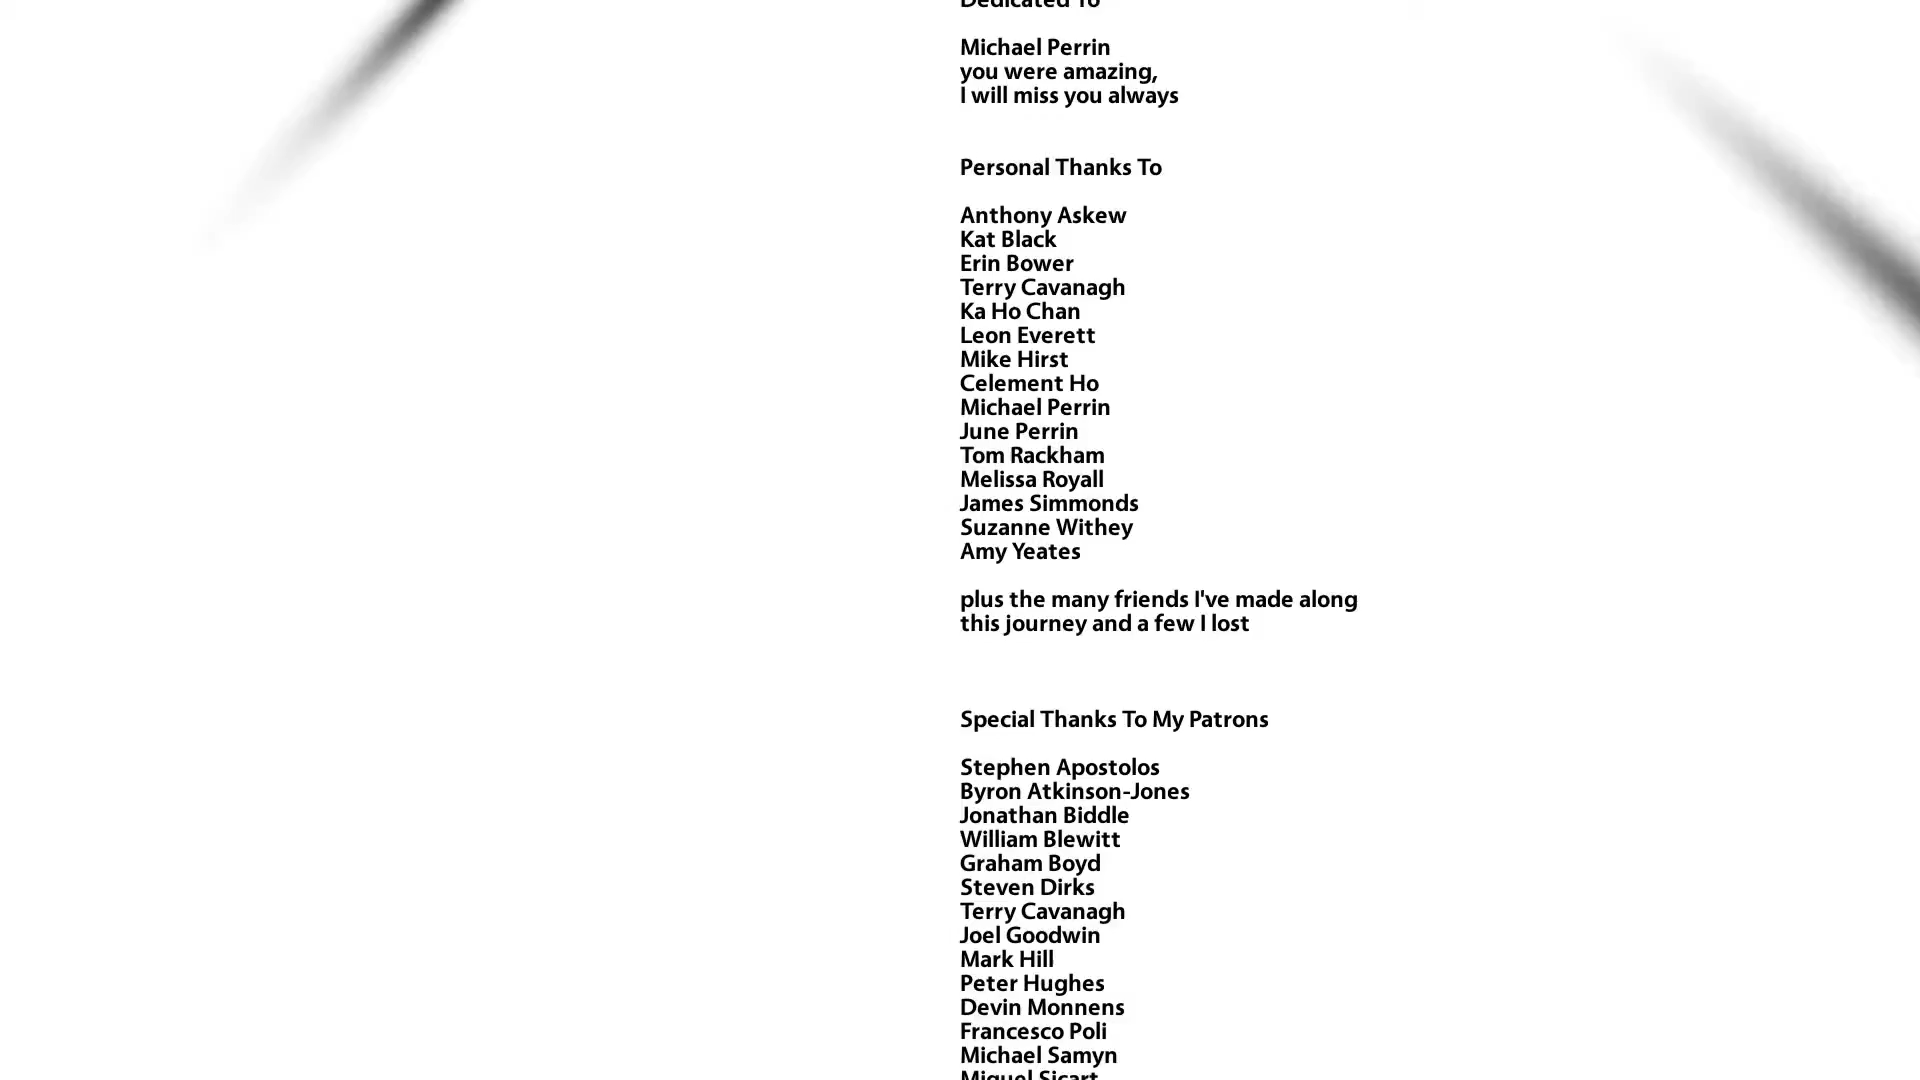 Dedicated To
Michael Perrin
you were amazing,
I will miss you always
Personal Thanks To
Anthony Askew
Kat Black
Erin Bower
Terry Cavanagh
Ka Ho Chan
Leon Everett
Mike Hirst
Celement Ho
Michael Perrin
June Perrin
Tom Rackham
Melissa Royall
James Simmonds
Suzanne Withey
Amy Yeates
plus the many friends I've made along
this journey and a few I lost
Special Thanks To My Patrons
Stephen Apostolos
Byron Atkinson-Jones
Jonathan Biddle
William Blewitt
Graham Boyd
Steven Dirks
Terry Cavanagh
Joel Goodwin
Mark Hill
Peter Hughes
Devin Monnens
Francesco Poli
Michael Samyn
Miguel Sicart